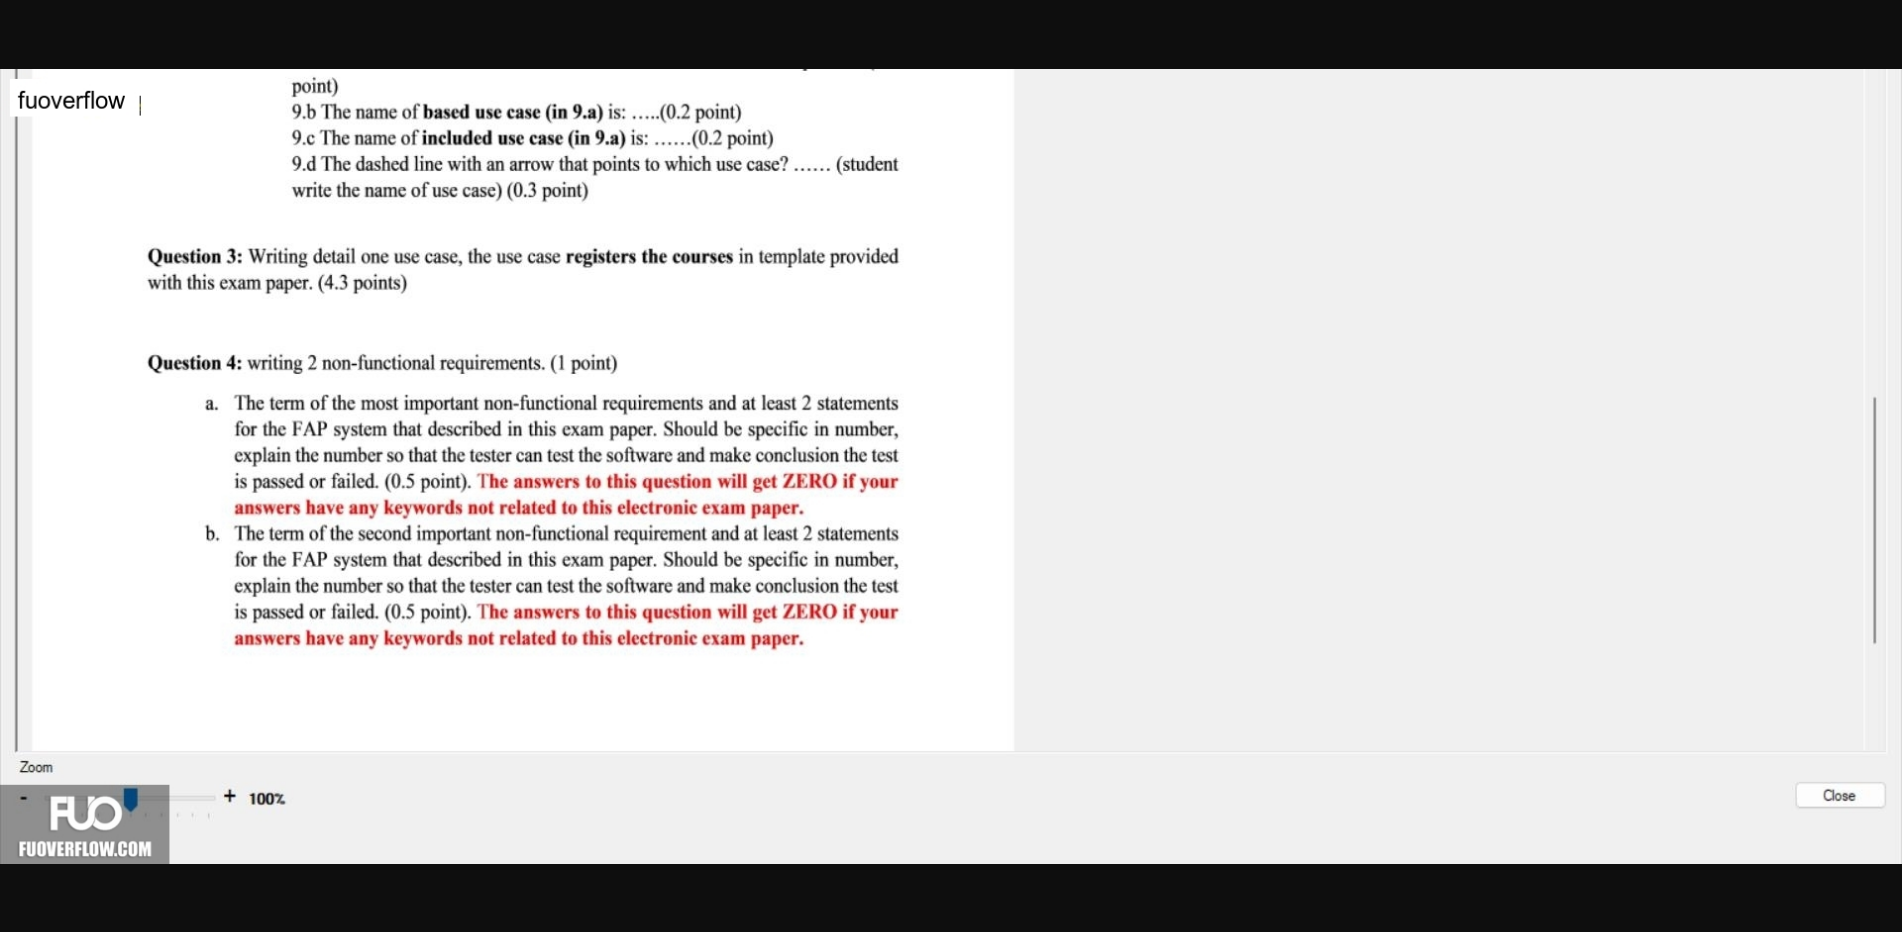 point)
fuoverflow
9.b The name of based use case (in 9.a) is: .....(0.2 point)
9.c The name of included use case (in 9.a) is: ......(0.2 point)
9.d The dashed line with an arrow that points to which use case? ...... (student
write the name of use case) (0.3 point)
Question 3: Writing detail one use case, the use case registers the courses in template provided
with this exam paper. (4.3 points)
Question 4: writing 2 non-functional requirements. (1 point)
a. The term of the most important non-functional requirements and at least 2 statements
for the FAP system that described in this exam paper. Should be specific in number,
explain the number so that the tester can test the software and make conclusion the test
is passed or failed. (0.5 point). The answers to this question will get ZERO if your
answers have any keywords not related to this electronic exam paper.
b. The term of the second important non-functional requirement and at least 2 statements
for the FAP system that described in this exam paper. Should be specific in number,
explain the number so that the tester can test the software and make conclusion the test
is passed or failed. (0.5 point). The answers to this question will get ZERO if your
answers have any keywords not related to this electronic exam paper.
Zoom
- + 100%
Close
FUO
FUOVERFLOW.COM